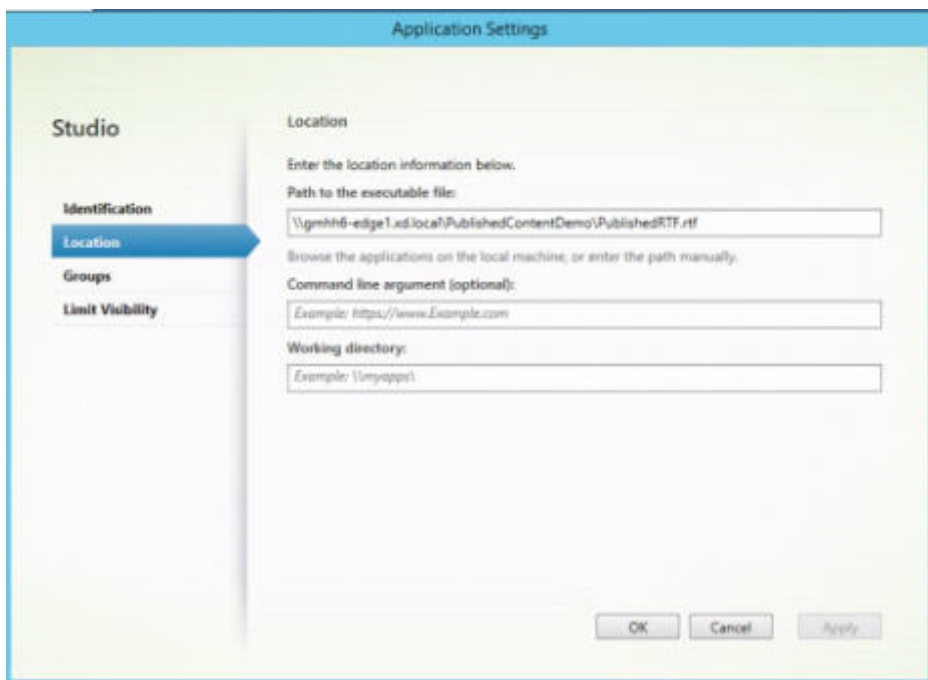 Application Settings
Studio
Identification
Location
Groups
Limit Visibility
Location
Enter the location information below.
Path to the executable file:
\\gmhh6-edge1.xd.local\PublishedContentDemo\PublishedRTF.rtf
Browse the applications on the local machine, or enter the path manually.
Command line argument (optional):
Example: https://www.Example.com
Working directory:
Example: \\myapps\
OK Cancel Apply